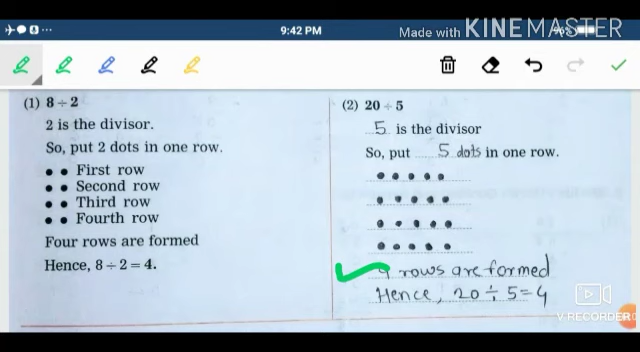 9:42 PM
Made with KINEMASTER
(1) 8 ÷ 2
2 is the divisor.
So, put 2 dots in one row.
First row
Second row
Third row
Fourth row
Four rows are formed
Hence, 8 ÷ 2 = 4.
(2) 20 ÷ 5
5 is the divisor
So, put 5 dots in one row.
4 rows are formed
Hence, 20 ÷ 5 = 4
V.RECORDER